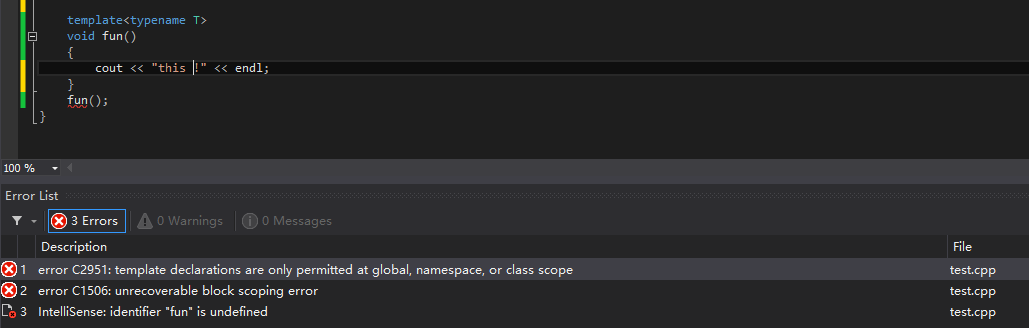 template<typename T>
void fun()
{
cout << "this !" << endl;
}
fun();
}
100 %
Error List
3 Errors 0 Warnings 0 Messages
Description File
1 error C2951: template declarations are only permitted at global, namespace, or class scope test.cpp
2 error C1506: unrecoverable block scoping error test.cpp
3 IntelliSense: identifier "fun" is undefined test.cpp